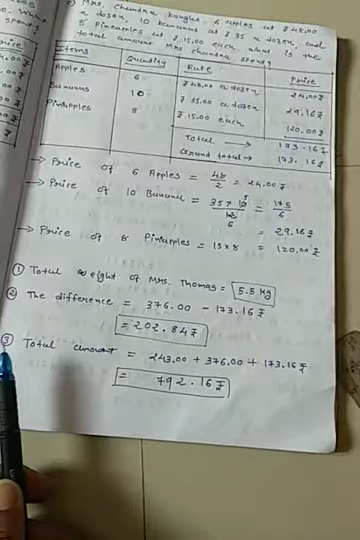 c) Mrs. Chandra bought 6 apples at ₹ 48.00
a dozen, 10 bananas at ₹ 35 a dozen, and
8 Pineapples at ₹ 15.00 each. what is the
total amount Mrs chandra spend?
Items Quantity Rate Price
Apples 6 ₹ 48.00 a dozen 24.00 ₹
Bananas 10 ₹ 35.00 a dozen 29.16 ₹
Pineapples 8 ₹ 15.00 each 120.00 ₹
Total → 173.16 ₹
Ground total → 173.16 ₹
→ Price of 6 Apples = 48/2 = 24.00 ₹
→ Price of 10 Banana = 35 × 10/12 = 175/6
= 29.16 ₹
→ Price of 8 Pineapples = 15 × 8 = 120.00 ₹
① Total weight of Mrs. Thomas = 5.5 kg
② The difference = 376.00 - 173.16 ₹
= 202.84 ₹
③ Total amount = 243.00 + 376.00 + 173.16 ₹
= 792.16 ₹